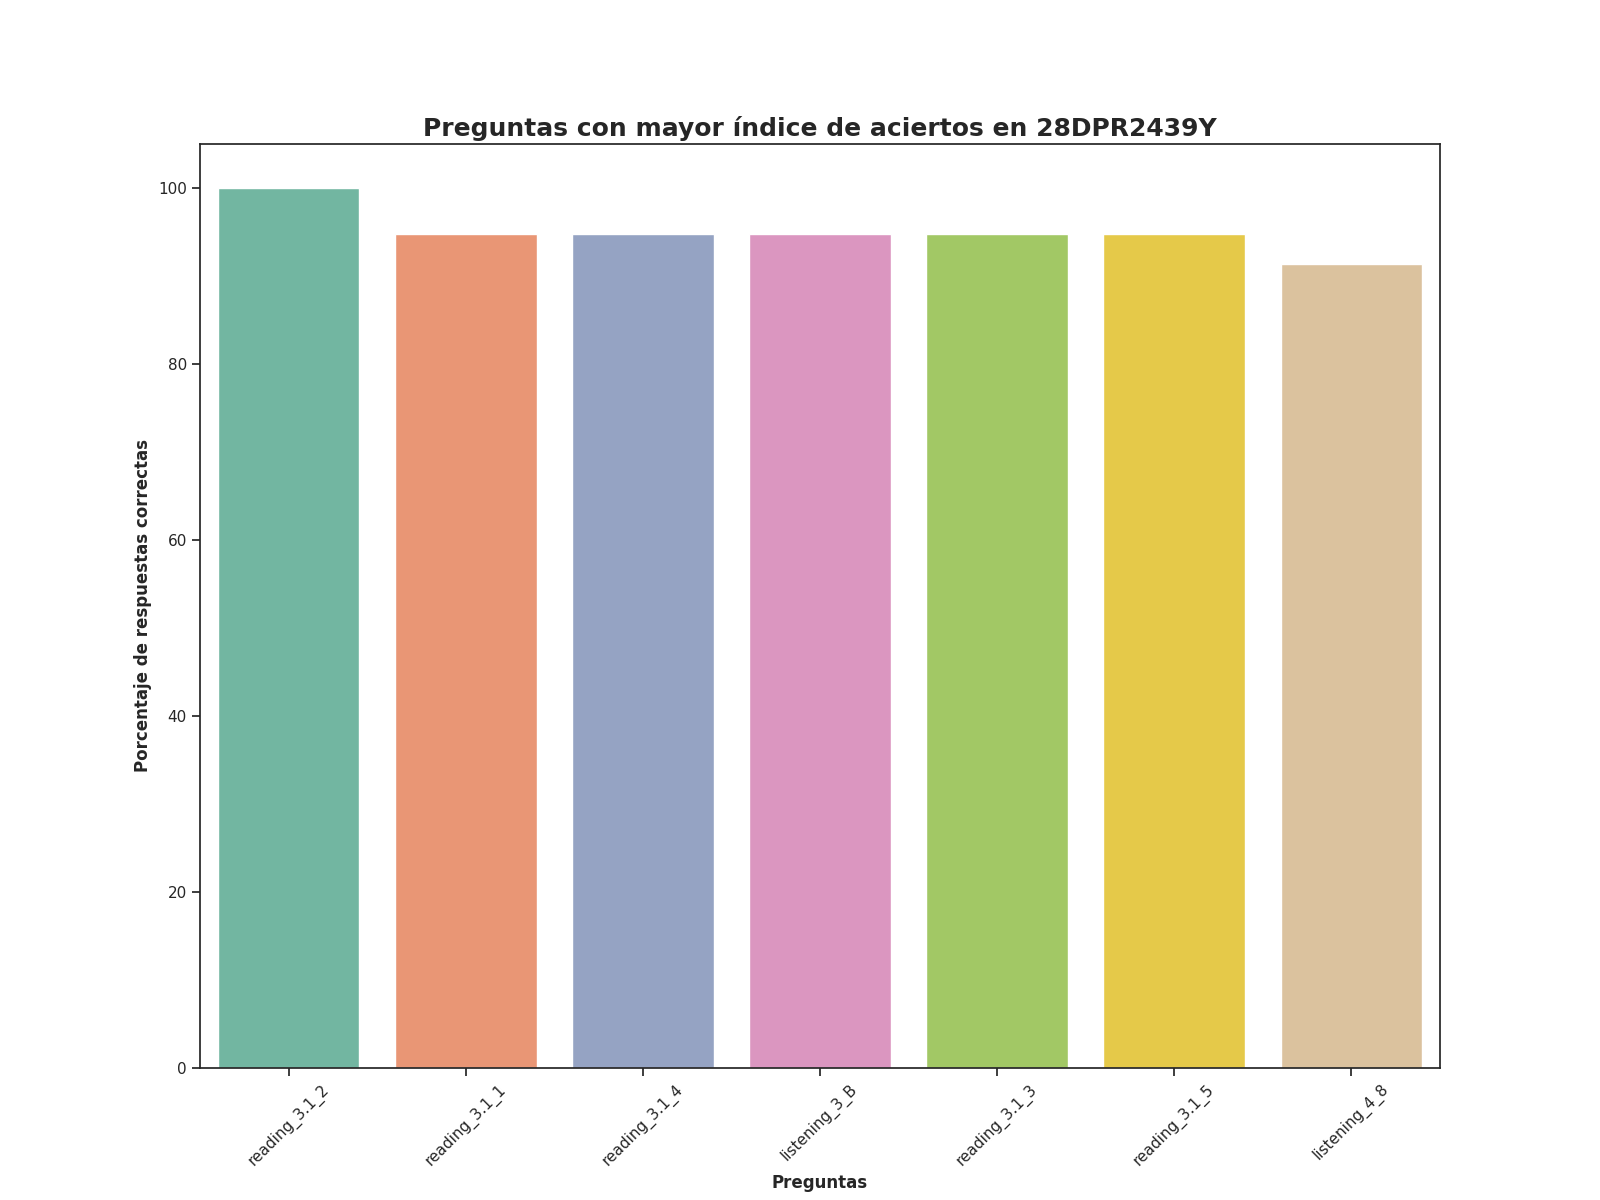 Preguntas con mayor índice de aciertos en 28DPR2439Y
Porcentaje de respuestas correctas
100
80
60
40
20
0
reading_3.1_2
reading_3.1_1
reading_3.1_4
listening_3_B
reading_3.1_3
reading_3.1_5
listening_4_8
Preguntas